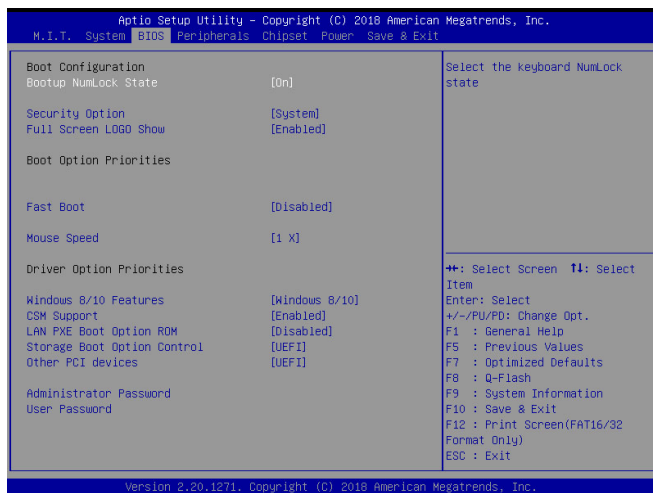 Aptio Setup Utility – Copyright (C) 2018 American Megatrends, Inc.
M.I.T. System BIOS Peripherals Chipset Power Save & Exit
Boot Configuration
Bootup NumLock State [On]
Security Option [System]
Full Screen LOGO Show [Enabled]
Boot Option Priorities
Fast Boot [Disabled]
Mouse Speed [1 X]
Driver Option Priorities
Windows 8/10 Features [Windows 8/10]
CSM Support [Enabled]
LAN PXE Boot Option ROM [Disabled]
Storage Boot Option Control [UEFI]
Other PCI devices [UEFI]
Administrator Password
User Password
Select the keyboard NumLock
state
→←: Select Screen ↑↓: Select
Item
Enter: Select
+/-/PU/PD: Change Opt.
F1 : General Help
F5 : Previous Values
F7 : Optimized Defaults
F8 : Q-Flash
F9 : System Information
F10 : Save & Exit
F12 : Print Screen(FAT16/32
Format Only)
ESC : Exit
Version 2.20.1271. Copyright (C) 2018 American Megatrends, Inc.